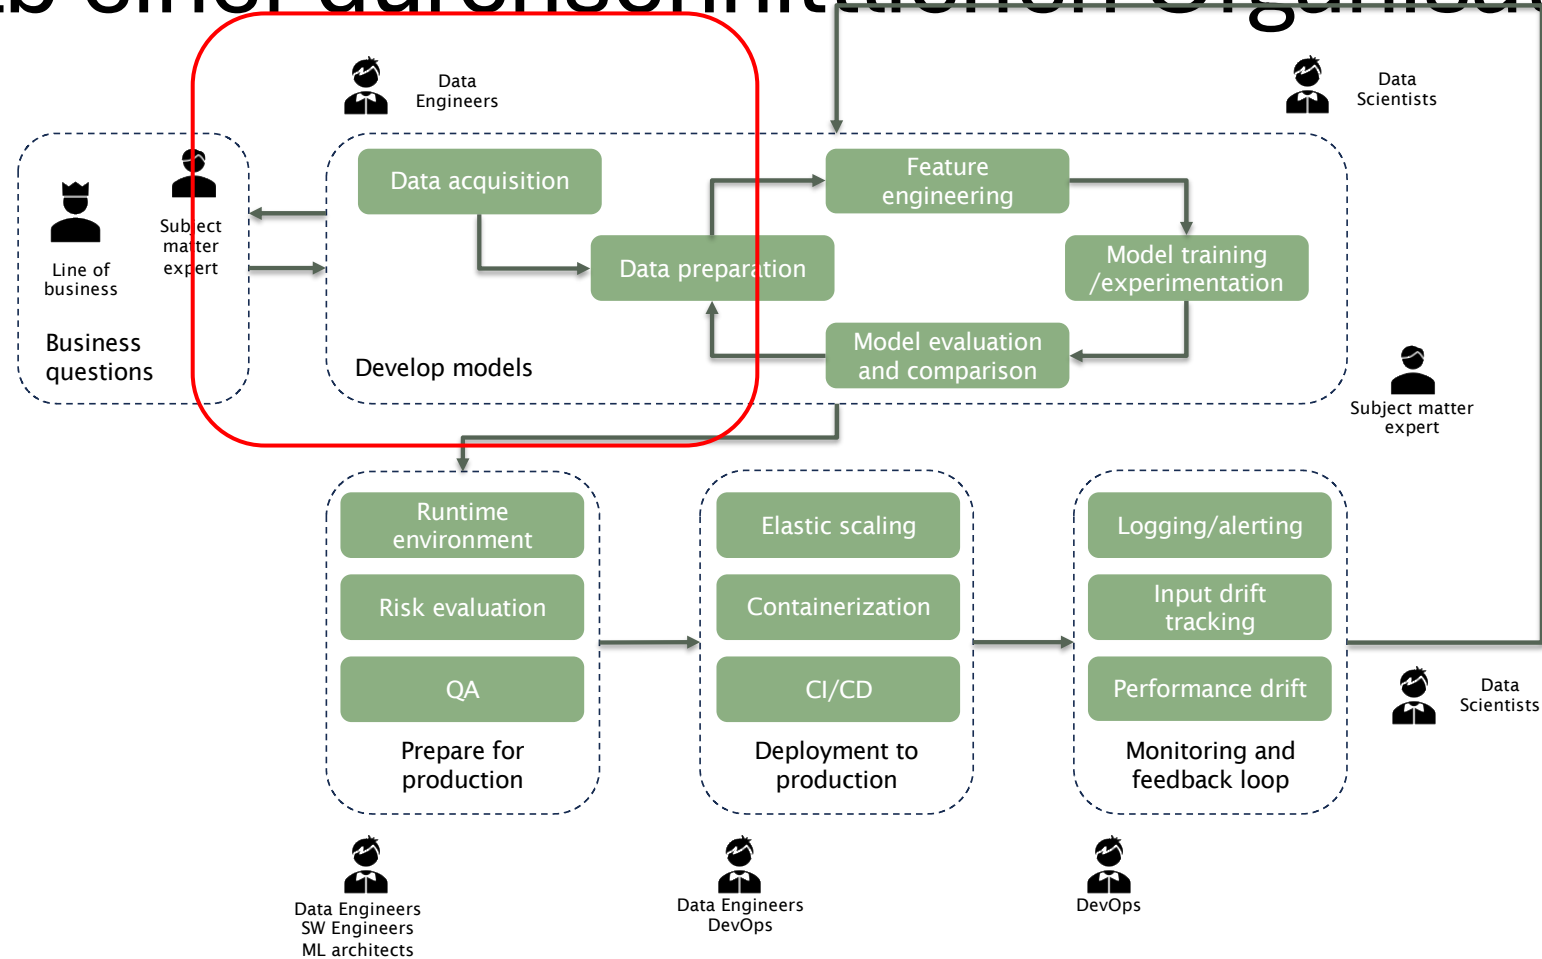 einer durchschnittlichen
Data
Engineers
Data
Scientists
Data acquisition
Feature
engineering
Subject
matter
expert
Line of
business
Data preparation
Model training
/experimentation
Business
questions
Develop models
Model evaluation
and comparison
Subject matter
expert
Runtime
environment
Risk evaluation
QA
Prepare for
production
Elastic scaling
Containerization
CI/CD
Deployment to
production
Logging/alerting
Input drift
tracking
Performance drift
Monitoring and
feedback loop
Data
Scientists
Data Engineers
SW Engineers
ML architects
Data Engineers
DevOps
DevOps